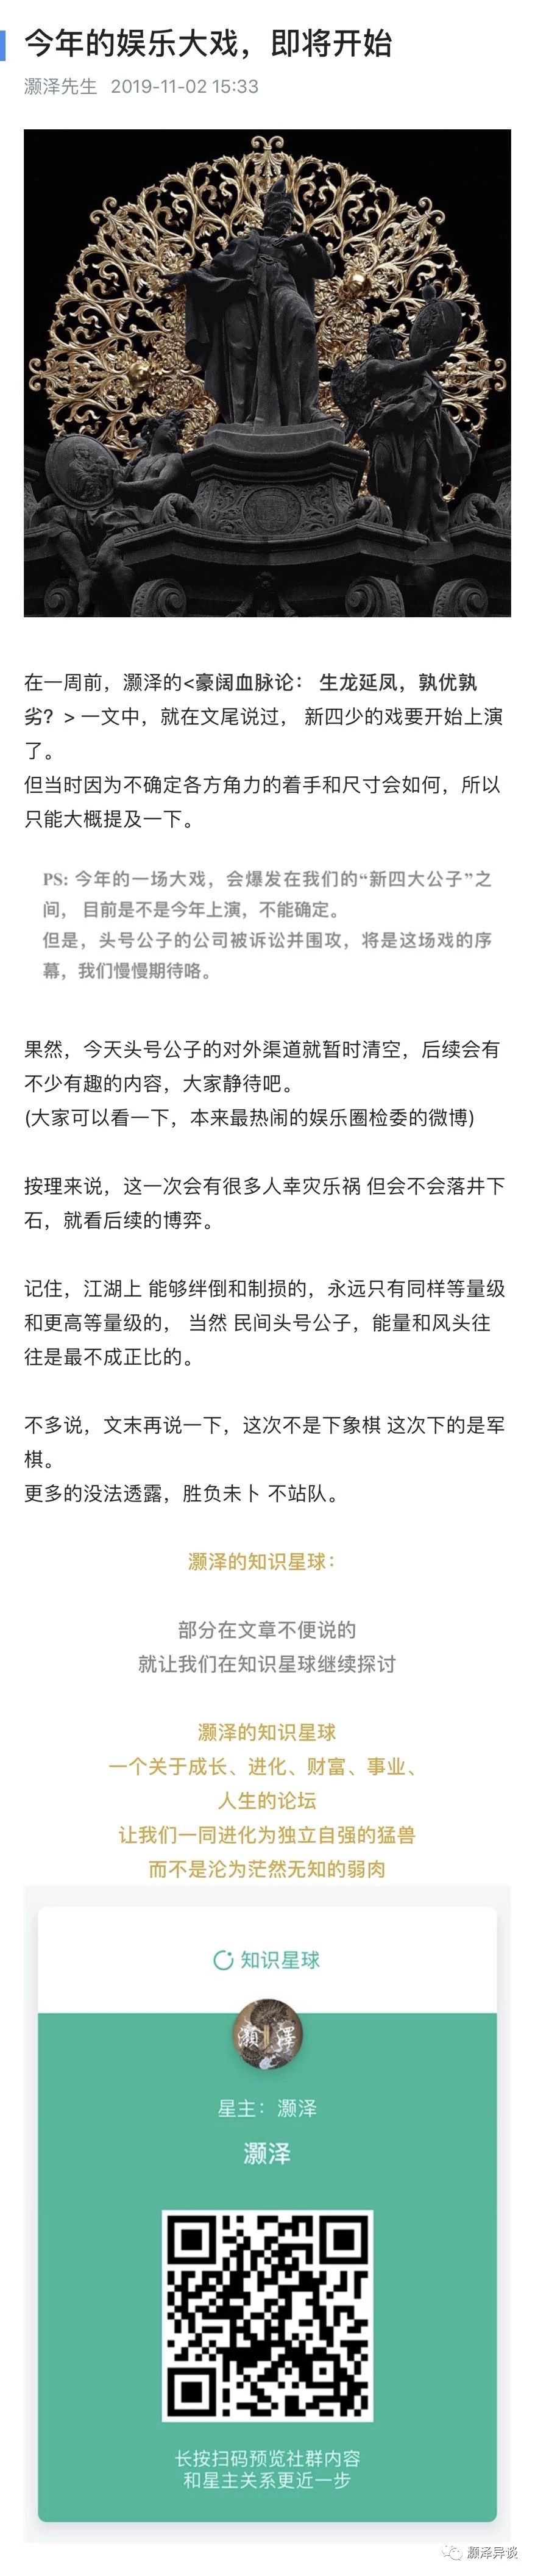 今年的娱乐大戏，即将开始
灏泽先生 2019-11-02 15:33
在一周前，灏泽的<豪阔血脉论： 生龙延凤，孰优孰
劣？> 一文中，就在文尾说过， 新四少的戏要开始上演
了。
但当时因为不确定各方角力的着手和尺寸会如何，所以
只能大概提及一下。
PS: 今年的一场大戏，会爆发在我们的“新四大公子”之
间， 目前是不是今年上演，不能确定。
但是，头号公子的公司被诉讼并围攻，将是这场戏的序
幕，我们慢慢期待咯。
果然，今天头号公子的对外渠道就暂时清空，后续会有
不少有趣的内容，大家静待吧。
(大家可以看一下，本来最热闹的娱乐圈检委的微博)
按理来说，这一次会有很多人幸灾乐祸 但会不会落井下
石，就看后续的博弈。
记住，江湖上 能够绊倒和制损的，永远只有同样等量级
和更高等量级的， 当然 民间头号公子，能量和风头往
往是最不成正比的。
不多说，文末再说一下，这次不是下象棋 这次下的是军
棋。
更多的没法透露，胜负未卜 不站队。
灏泽的知识星球：
部分在文章不便说的
就让我们在知识星球继续探讨
灏泽的知识星球
一个关于成长、进化、财富、事业、
人生的论坛
让我们一同进化为独立自强的猛兽
而不是沦为茫然无知的弱肉
知识星球
灏澤
星主：灏泽
灏泽
长按扫码预览社群内容
和星主关系更近一步
灏泽异谈